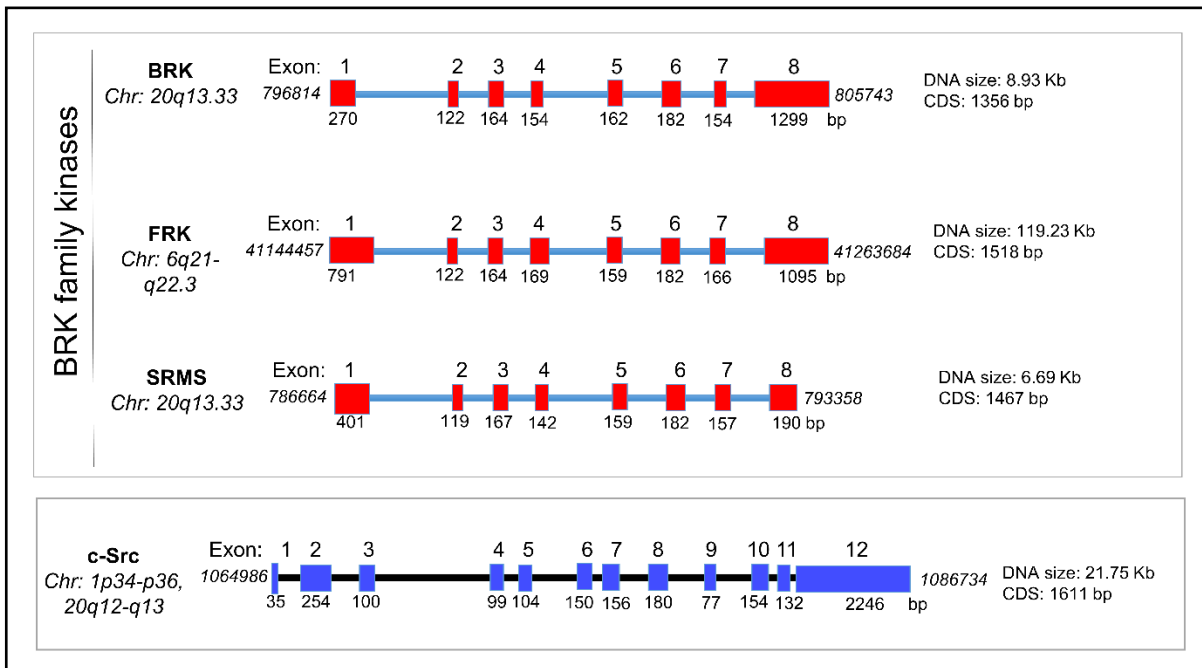 BRK family kinases
BRK
Chr: 20q13.33
Exon: 1 2 3 4 5 6 7 8
796814 805743
270 122 164 154 162 182 154 1299 bp
DNA size: 8.93 Kb
CDS: 1356 bp
FRK
Chr: 6q21-
q22.3
Exon: 1 2 3 4 5 6 7 8
41144457 41263684
791 122 164 169 159 182 166 1095 bp
DNA size: 119.23 Kb
CDS: 1518 bp
SRMS
Chr: 20q13.33
Exon: 1 2 3 4 5 6 7 8
786664 793358
401 119 167 142 159 182 157 190 bp
DNA size: 6.69 Kb
CDS: 1467 bp
c-Src
Chr: 1p34-p36,
20q12-q13
Exon: 1 2 3 4 5 6 7 8 9 10 11 12
1064986 1086734
35 254 100 99 104 150 156 180 77 154 132 2246 bp
DNA size: 21.75 Kb
CDS: 1611 bp